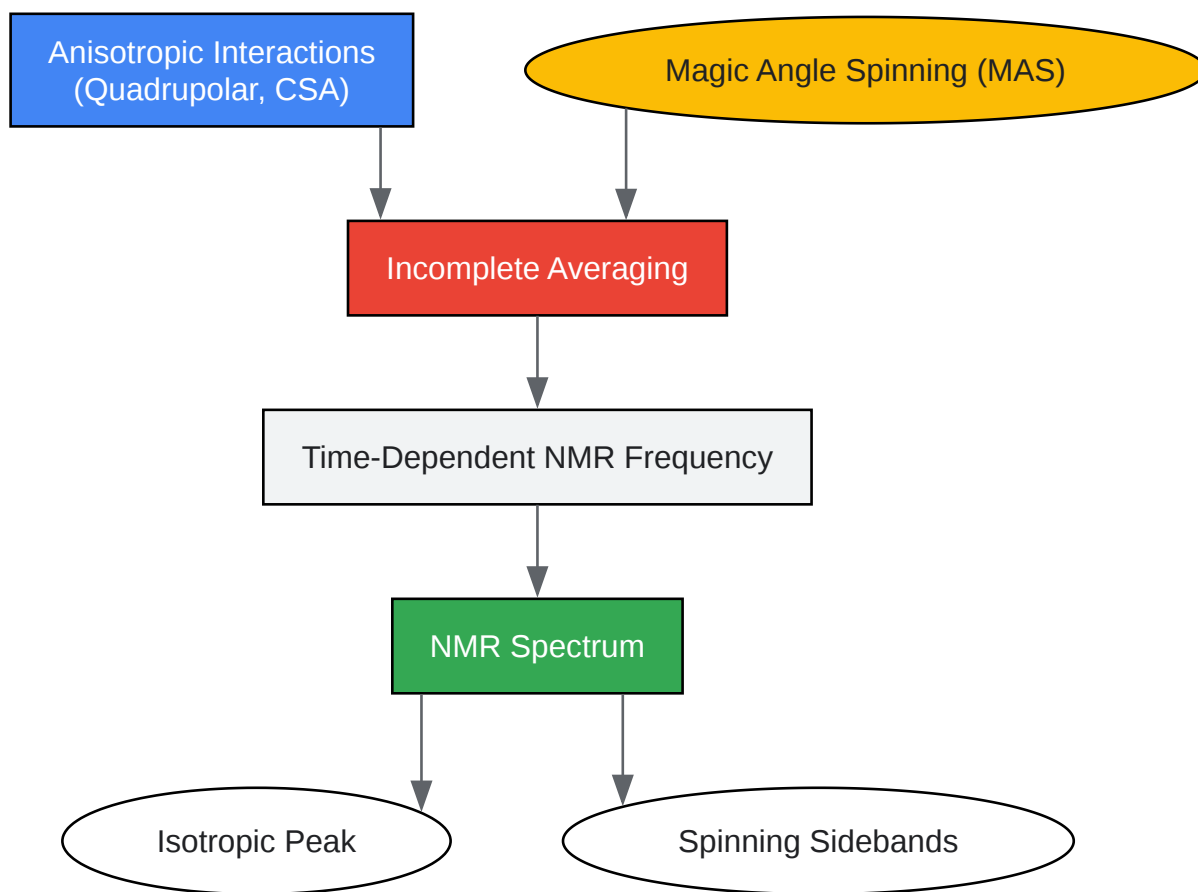 Anisotropic Interactions
(Quadrupolar, CSA)
Magic Angle Spinning (MAS)
Incomplete Averaging
Time-Dependent NMR Frequency
NMR Spectrum
Isotropic Peak
Spinning Sidebands